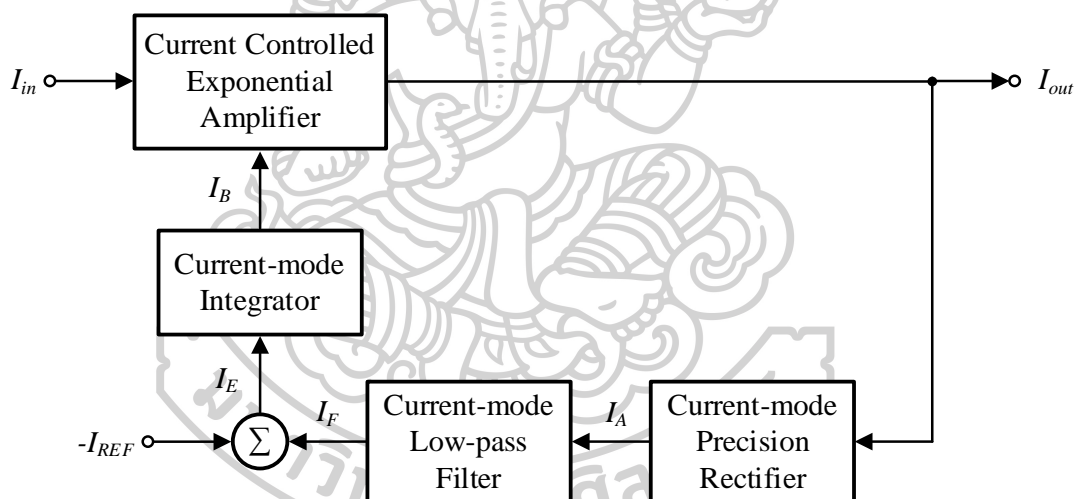 Current Controlled
Exponential
Amplifier
I_in
I_out
I_B
Current-mode
Integrator
I_E
-I_REF
Σ
I_F
Current-mode
Low-pass
Filter
I_A
Current-mode
Precision
Rectifier